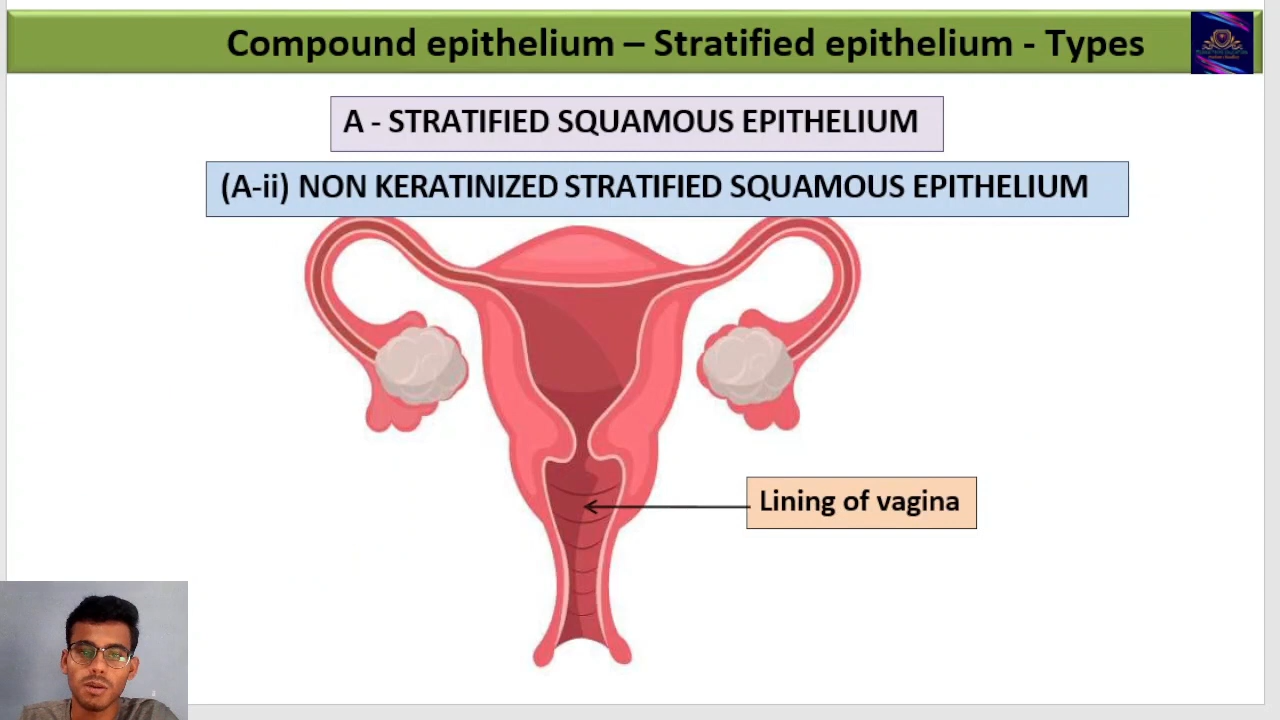 Compound epithelium – Stratified epithelium - Types
A - STRATIFIED SQUAMOUS EPITHELIUM
(A-ii) NON KERATINIZED STRATIFIED SQUAMOUS EPITHELIUM
Lining of vagina